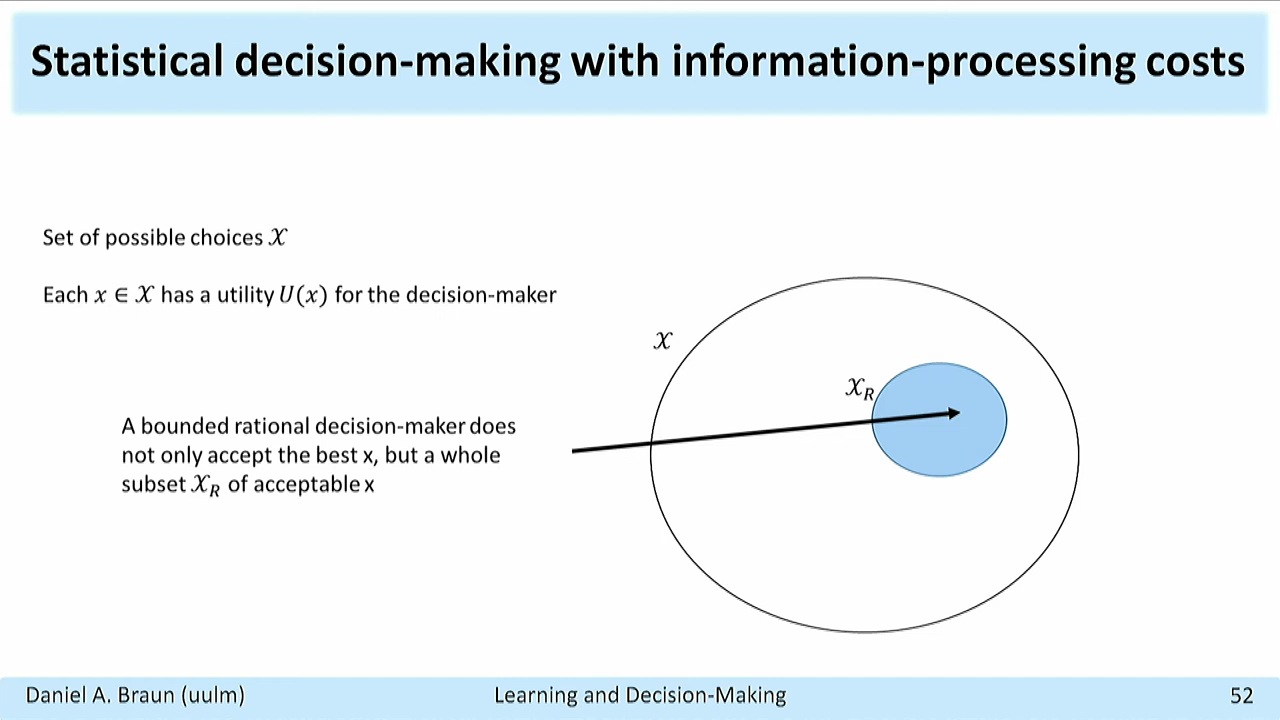 Statistical decision-making with information-processing costs
Set of possible choices 𝒳
Each x ∈ 𝒳 has a utility U(x) for the decision-maker
𝒳
𝒳_R
A bounded rational decision-maker does
not only accept the best x, but a whole
subset 𝒳_R of acceptable x
Daniel A. Braun (uulm)
Learning and Decision-Making
52